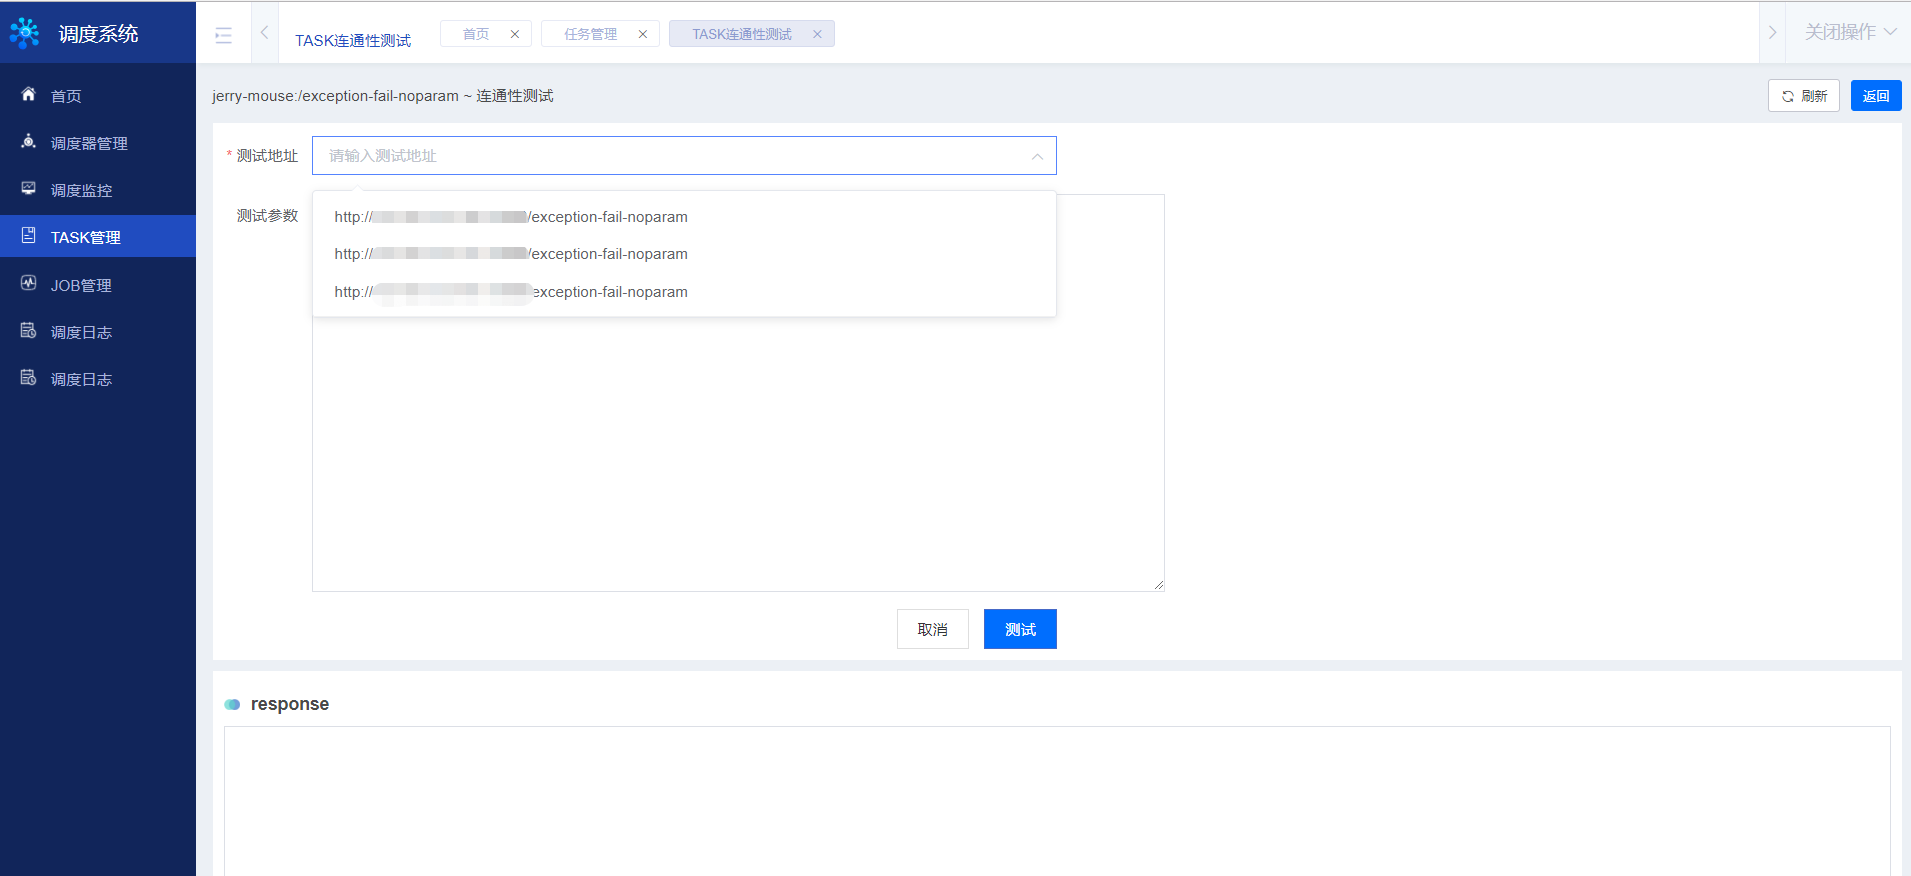 调度系统
首页
调度器管理
调度监控
TASK管理
JOB管理
调度日志
调度日志
TASK连通性测试
首页
任务管理
TASK连通性测试
关闭操作
jerry-mouse:/exception-fail-noparam ~ 连通性测试
刷新
返回
* 测试地址
请输入测试地址
测试参数
http:// /exception-fail-noparam
http:// /exception-fail-noparam
http:// exception-fail-noparam
取消
测试
response